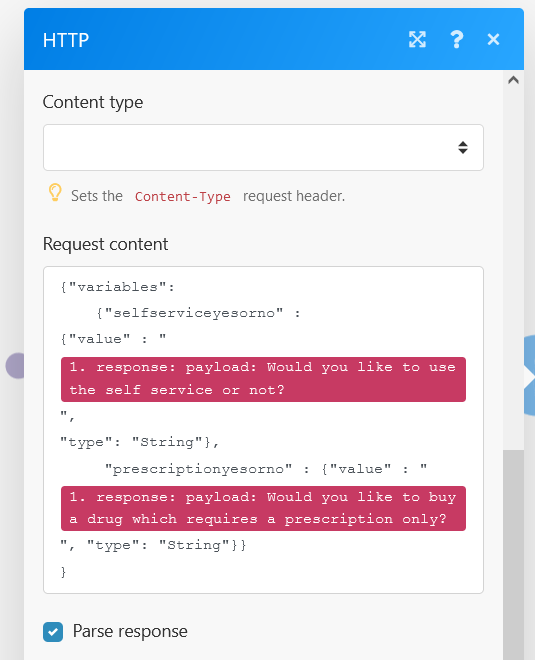 HTTP
Content type
Sets the Content-Type request header.
Request content
{"variables":
{"selfserviceyesorno" :
{"value" : "
1. response: payload: Would you like to use
the self service or not?
",
"type": "String"},
"prescriptionyesorno" : {"value" : "
1. response: payload: Would you like to buy
a drug which requires a prescription only?
", "type": "String"}}
}
Parse response